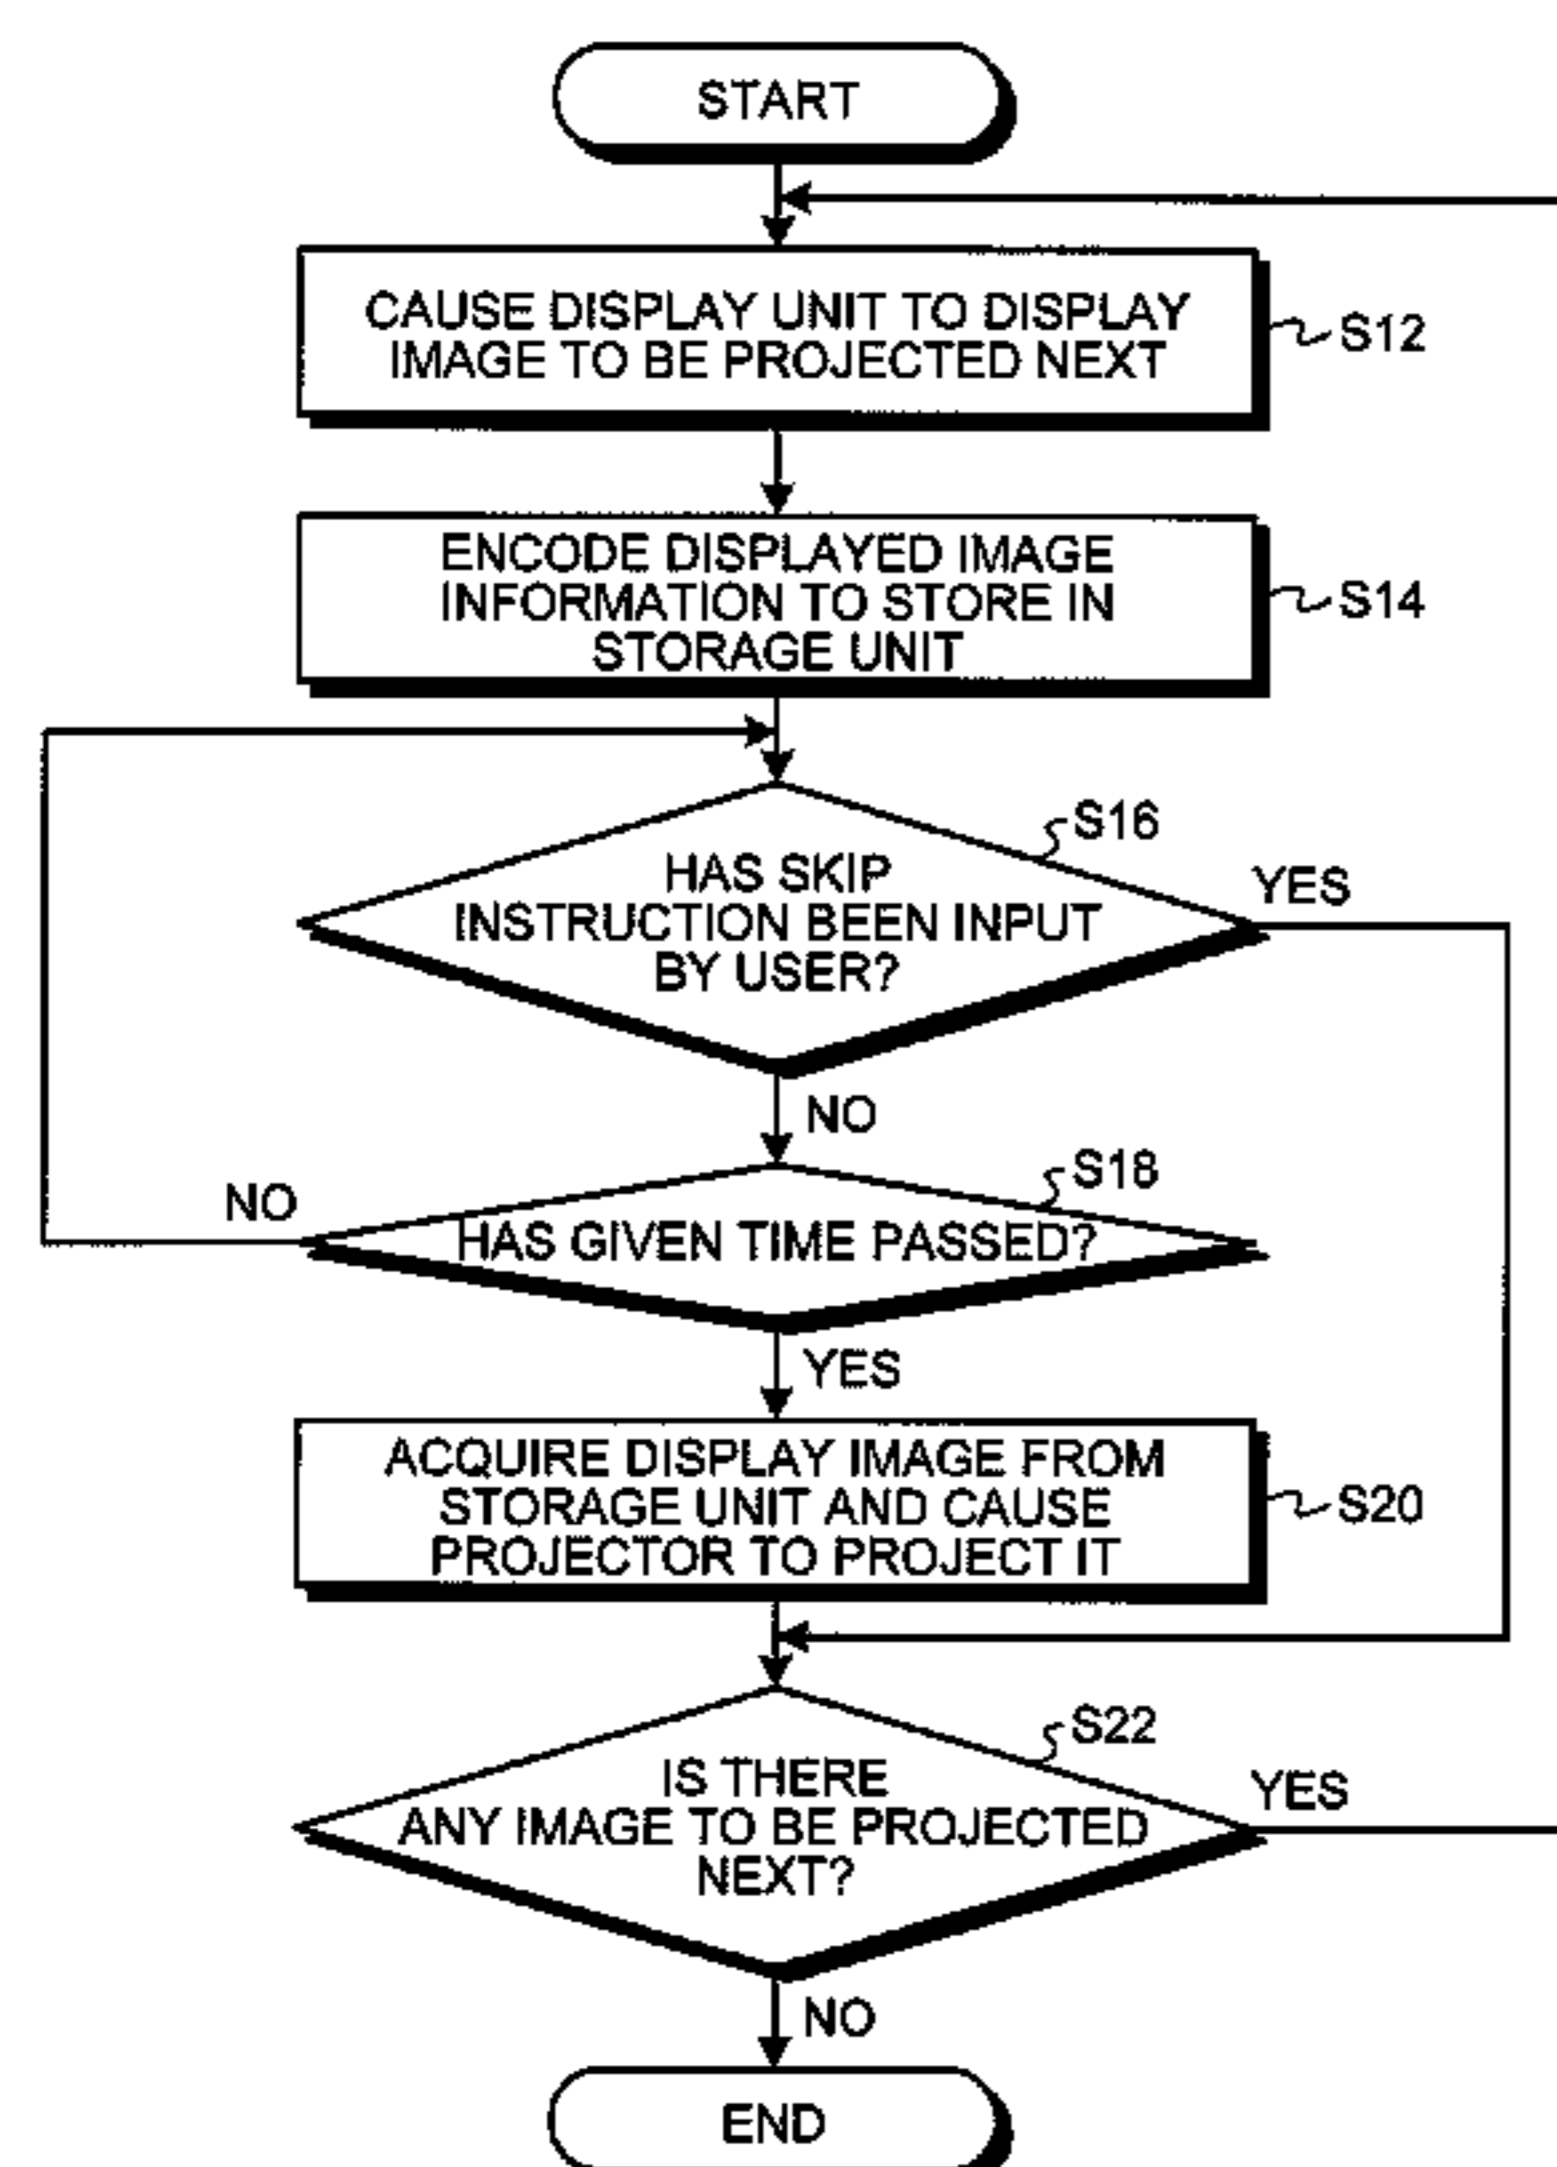 START
CAUSE DISPLAY UNIT TO DISPLAY
IMAGE TO BE PROJECTED NEXT
S12
ENCODE DISPLAYED IMAGE
INFORMATION TO STORE IN
STORAGE UNIT
S14
S16
HAS SKIP
INSTRUCTION BEEN INPUT
BY USER?
YES
NO
S18
NO
HAS GIVEN TIME PASSED?
YES
ACQUIRE DISPLAY IMAGE FROM
STORAGE UNIT AND CAUSE
PROJECTOR TO PROJECT IT
S20
S22
IS THERE
ANY IMAGE TO BE PROJECTED
NEXT?
YES
NO
END